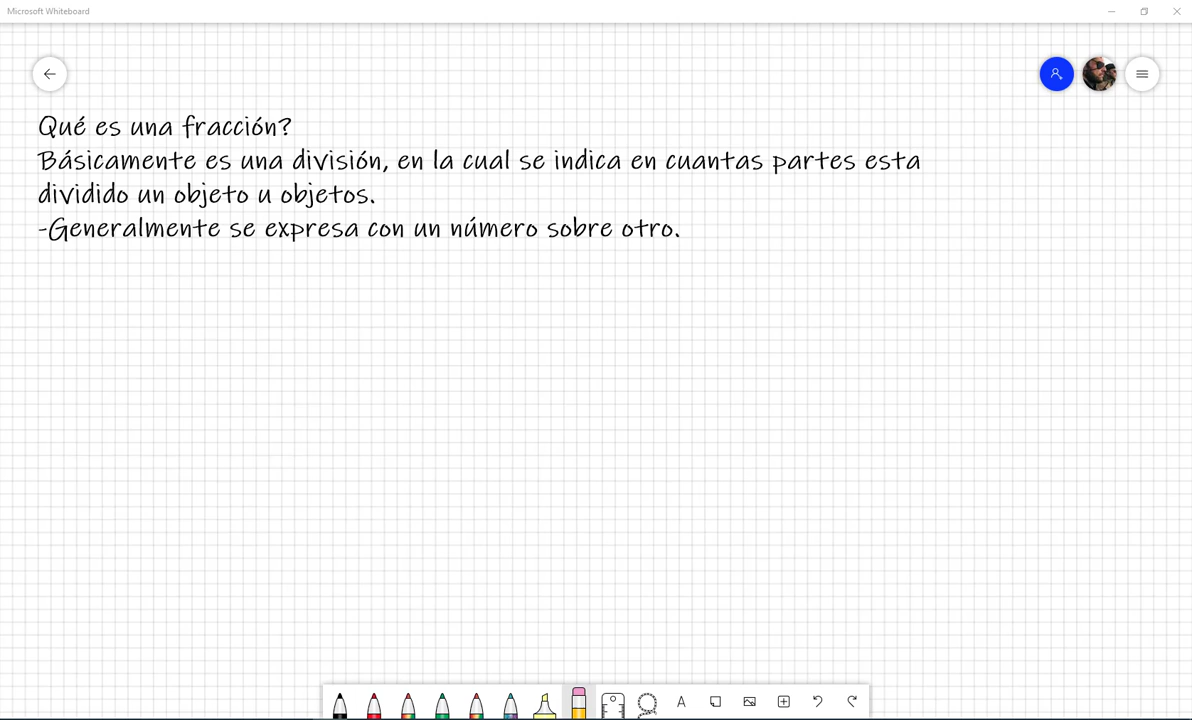 Microsoft Whiteboard
Qué es una fracción?
Básicamente es una división, en la cual se indica en cuantas partes esta
dividido un objeto u objetos.
-Generalmente se expresa con un número sobre otro.
A